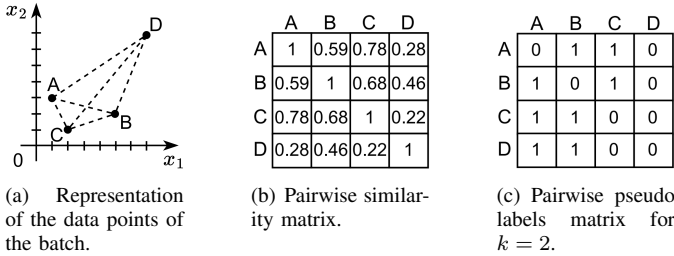 x2
D
A
B
C
0
x1
A B C D
A 1 0.59 0.78 0.28
B 0.59 1 0.68 0.46
C 0.78 0.68 1 0.22
D 0.28 0.46 0.22 1
A B C D
A 0 1 1 0
B 1 0 1 0
C 1 1 0 0
D 1 1 0 0
(a) Representation
of the data points of
the batch.
(b) Pairwise similar-
ity matrix.
(c) Pairwise pseudo
labels matrix for
k = 2.